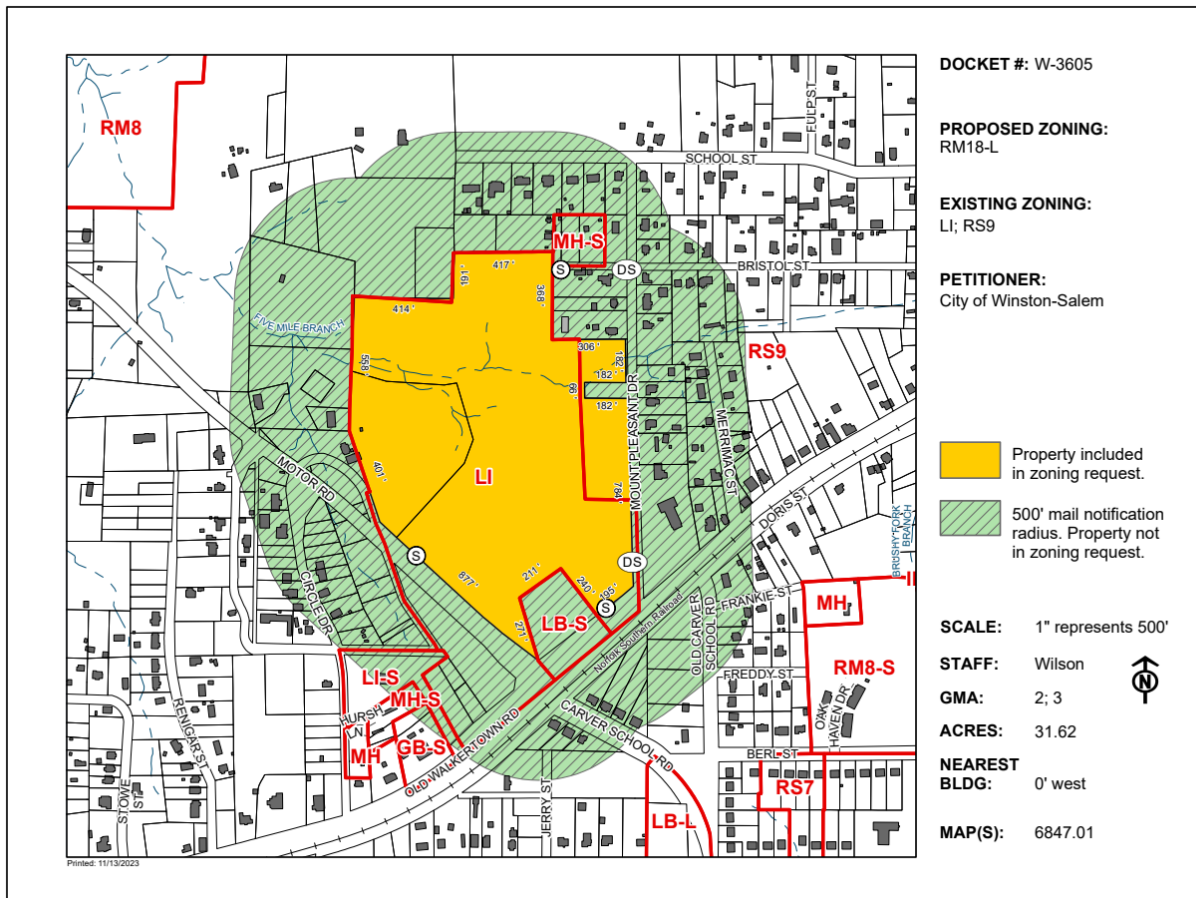 RM8
FULP ST
SCHOOL ST
MH-S
S
DS
BRISTOL ST
417 '
191 '
368 '
414 '
FIVE MILE BRANCH
558 '
306 '
182 '
182 '
66 '
182 '
RS9
MOUNT PLEASANT DR
MERRIMAC ST
LI
401 '
MOTOR RD
784 '
DORIS ST
BRUSHY FORK
BRANCH
S
DS
877 '
211 '
240 '
195 '
S
271 '
LB-S
Norfolk Southern Railroad
CIRCLE DR
OLD CARVER
SCHOOL RD
FRANKIE ST
MH
RM8-S
FREDDY ST
OAK
HAVEN DR
LI-S
MH-S
HURSH
LN
MH
GB-S
RENIGAR ST
STOWE
ST
OLD WALKERTOWN RD
CARVER SCHOOL RD
BERL ST
RS7
JERRY ST
LB-L
Printed: 11/13/2023
DOCKET #: W-3605
PROPOSED ZONING:
RM18-L
EXISTING ZONING:
LI; RS9
PETITIONER:
City of Winston-Salem
Property included
in zoning request.
500' mail notification
radius. Property not
in zoning request.
SCALE: 1" represents 500'
STAFF: Wilson
N
GMA: 2; 3
ACRES: 31.62
NEAREST
BLDG: 0' west
MAP(S): 6847.01